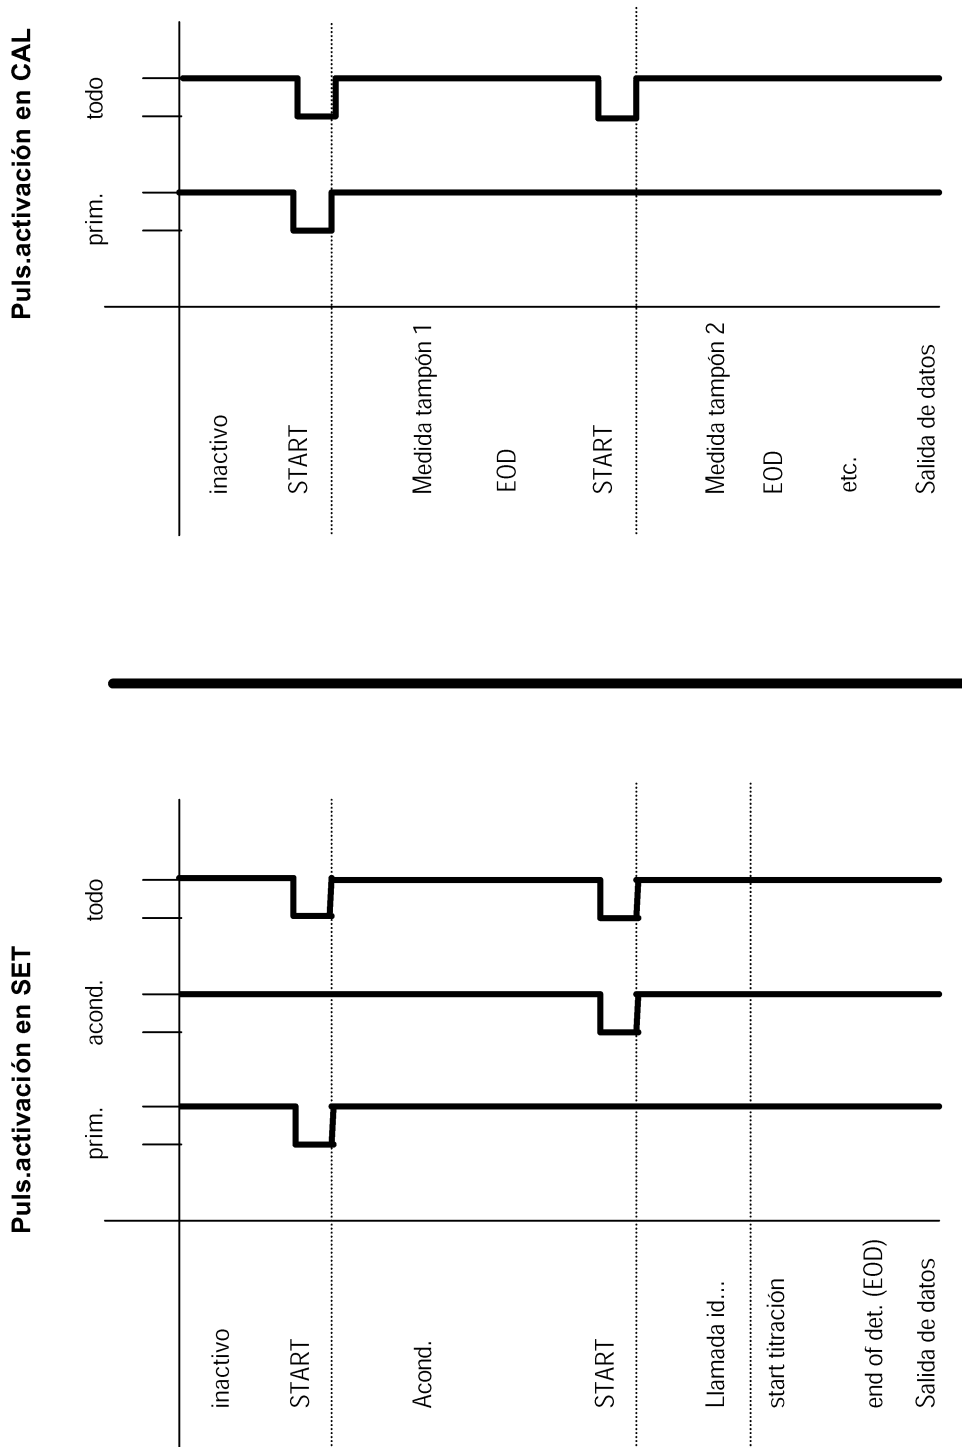 Puls.activación en SET
prim.
acond.
todo
inactivo
START
Acond.
START
Llamada id...
start titración
end of det. (EOD)
Salida de datos
Puls.activación en CAL
prim.
todo
inactivo
START
Medida tampón 1
EOD
START
Medida tampón 2
EOD
etc.
Salida de datos